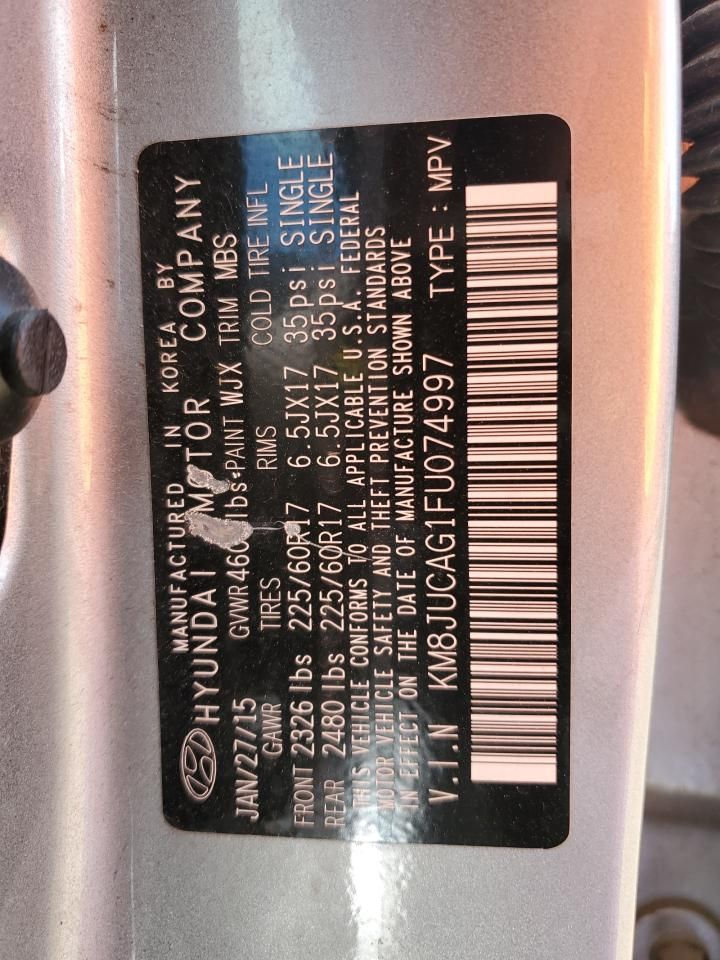 MANUFACTURED IN KOREA BY
HYUNDAI MOTOR COMPANY
JAN/27/15 GVWR lbs PAINT WJX TRIM MBS
GAWR TIRES RIMS COLD TIRE INFL
FRONT 2326 lbs 225/60R17 6.5JX17 35psi SINGLE
REAR 2480 lbs 225/60R17 6.5JX17 35psi SINGLE
THIS VEHICLE CONFORMS TO ALL APPLICABLE U.S.A. FEDERAL
MOTOR VEHICLE SAFETY AND THEFT PREVENTION STANDARDS
IN EFFECT ON THE DATE OF MANUFACTURE SHOWN ABOVE
V.I.N KM8JUCAG1FU074997 TYPE : MPV